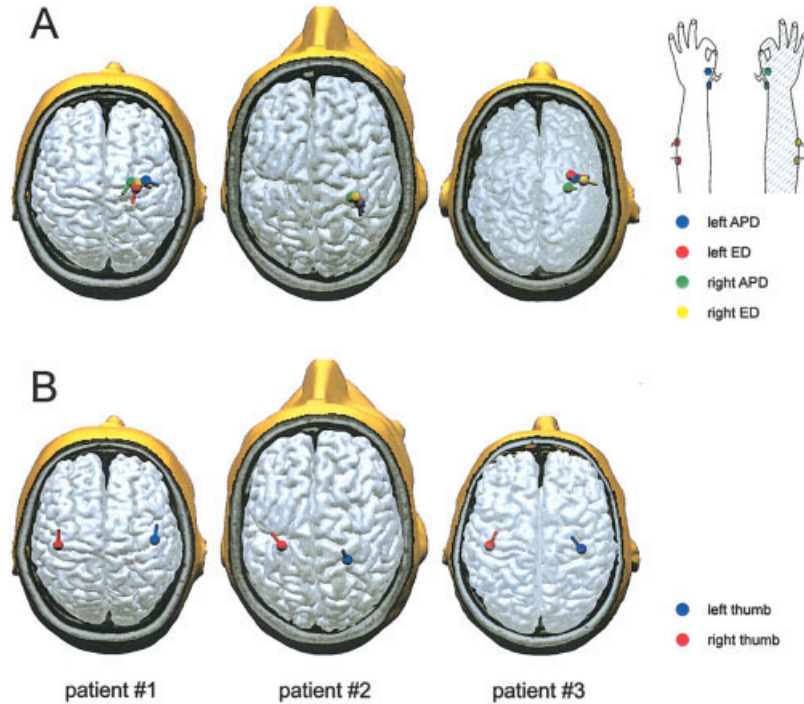 A
left APD
left ED
right APD
right ED
B
left thumb
right thumb
patient #1
patient #2
patient #3